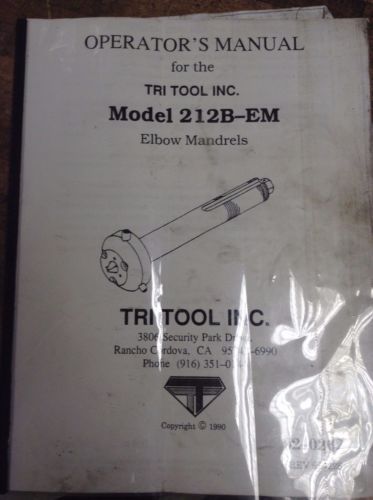 OPERATOR'S MANUAL
for the
TRI TOOL INC.
Model 212B-EM
Elbow Mandrels
TRI TOOL INC.
3806 Security Park
Rancho Cordova, CA
Phone (916)
Copyright © 1990